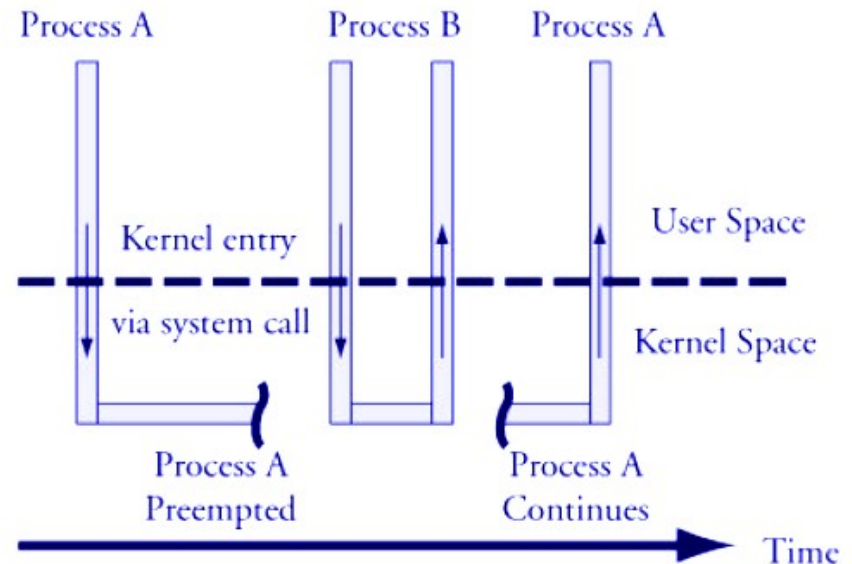 Process A
Process B
Process A
Kernel entry
User Space
via system call
Kernel Space
Process A
Preempted
Process A
Continues
Time